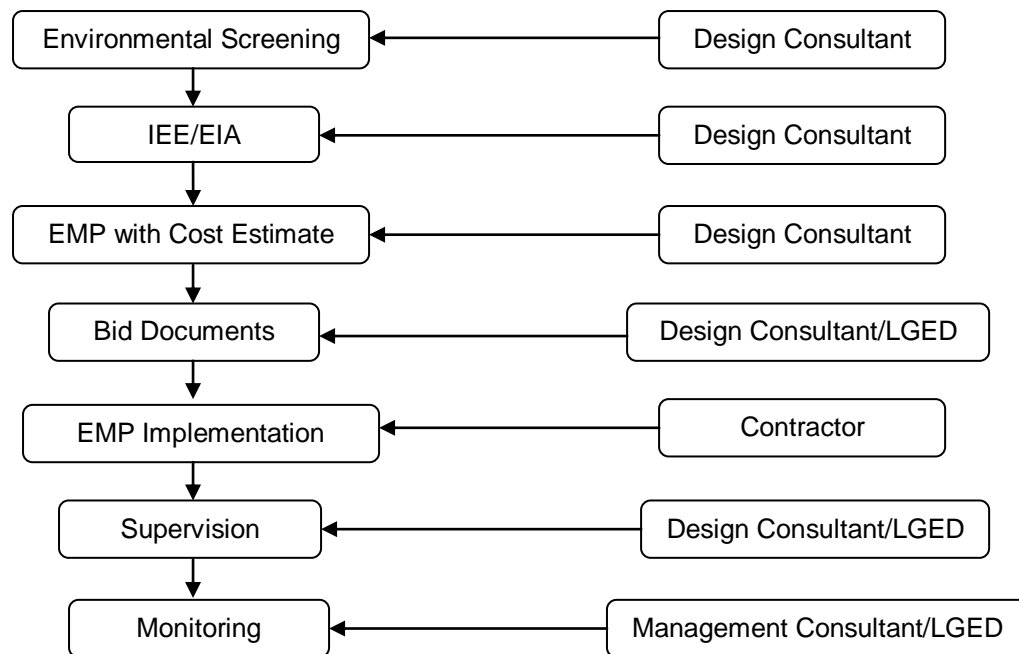 Environmental Screening
Design Consultant
IEE/EIA
Design Consultant
EMP with Cost Estimate
Design Consultant
Bid Documents
Design Consultant/LGED
EMP Implementation
Contractor
Supervision
Design Consultant/LGED
Monitoring
Management Consultant/LGED